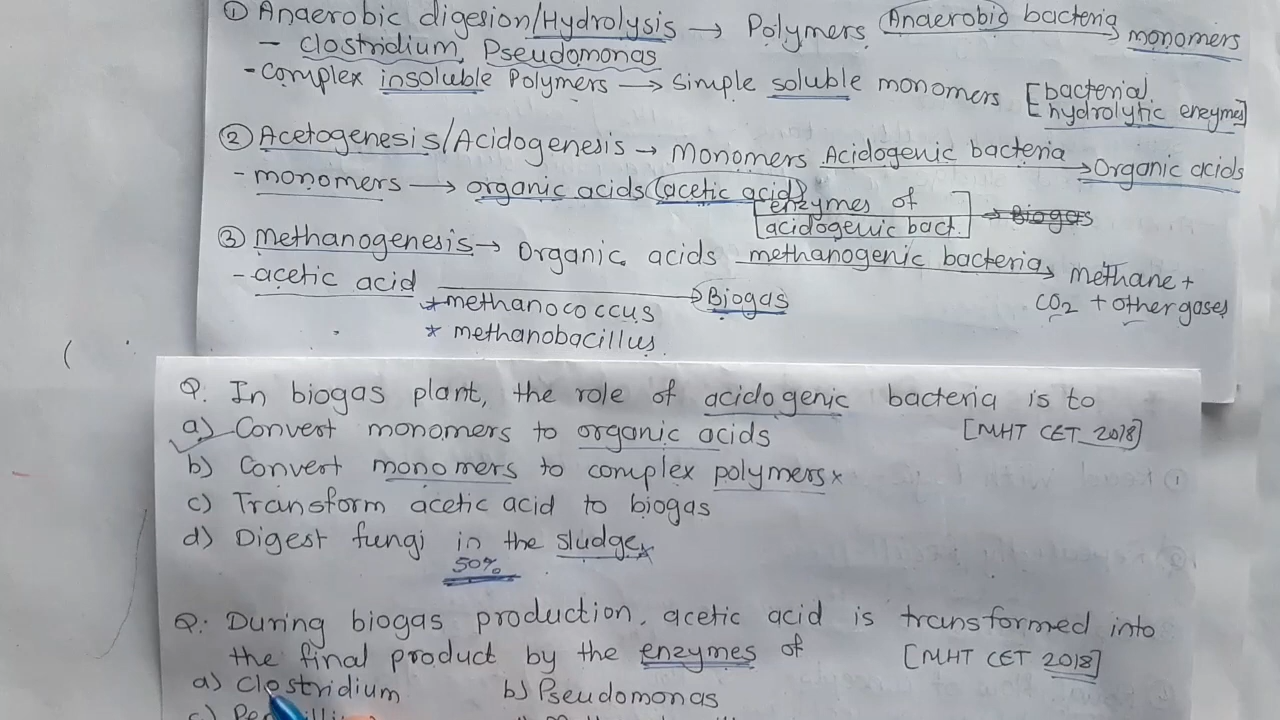 ① Anaerobic digesion/Hydrolysis → Polymers Anaerobic bacteria monomers
- Clostridium, Pseudomonas
- Complex insoluble Polymers → Simple soluble monomers [bacterial hydrolytic enzymes]
② Acetogenesis/Acidogenesis → Monomers Acidogenic bacteria → Organic acids
- monomers → organic acids (acetic acid)
enzymes of acidogenic bact. → Biogas
③ Methanogenesis → Organic acids methanogenic bacteria → Methane + CO₂ + other gases
- acetic acid → Biogas
* methanococcus
* methanobacillus
Q. In biogas plant, the role of acidogenic bacteria is to
a) Convert monomers to organic acids [MHT CET 2018]
b) Convert monomers to complex polymers x
c) Transform acetic acid to biogas
d) Digest fungi in the sludge x
50%
Q. During biogas production, acetic acid is transformed into
the final product by the enzymes of [MHT CET 2018]
a) Clostridium b) Pseudomonas